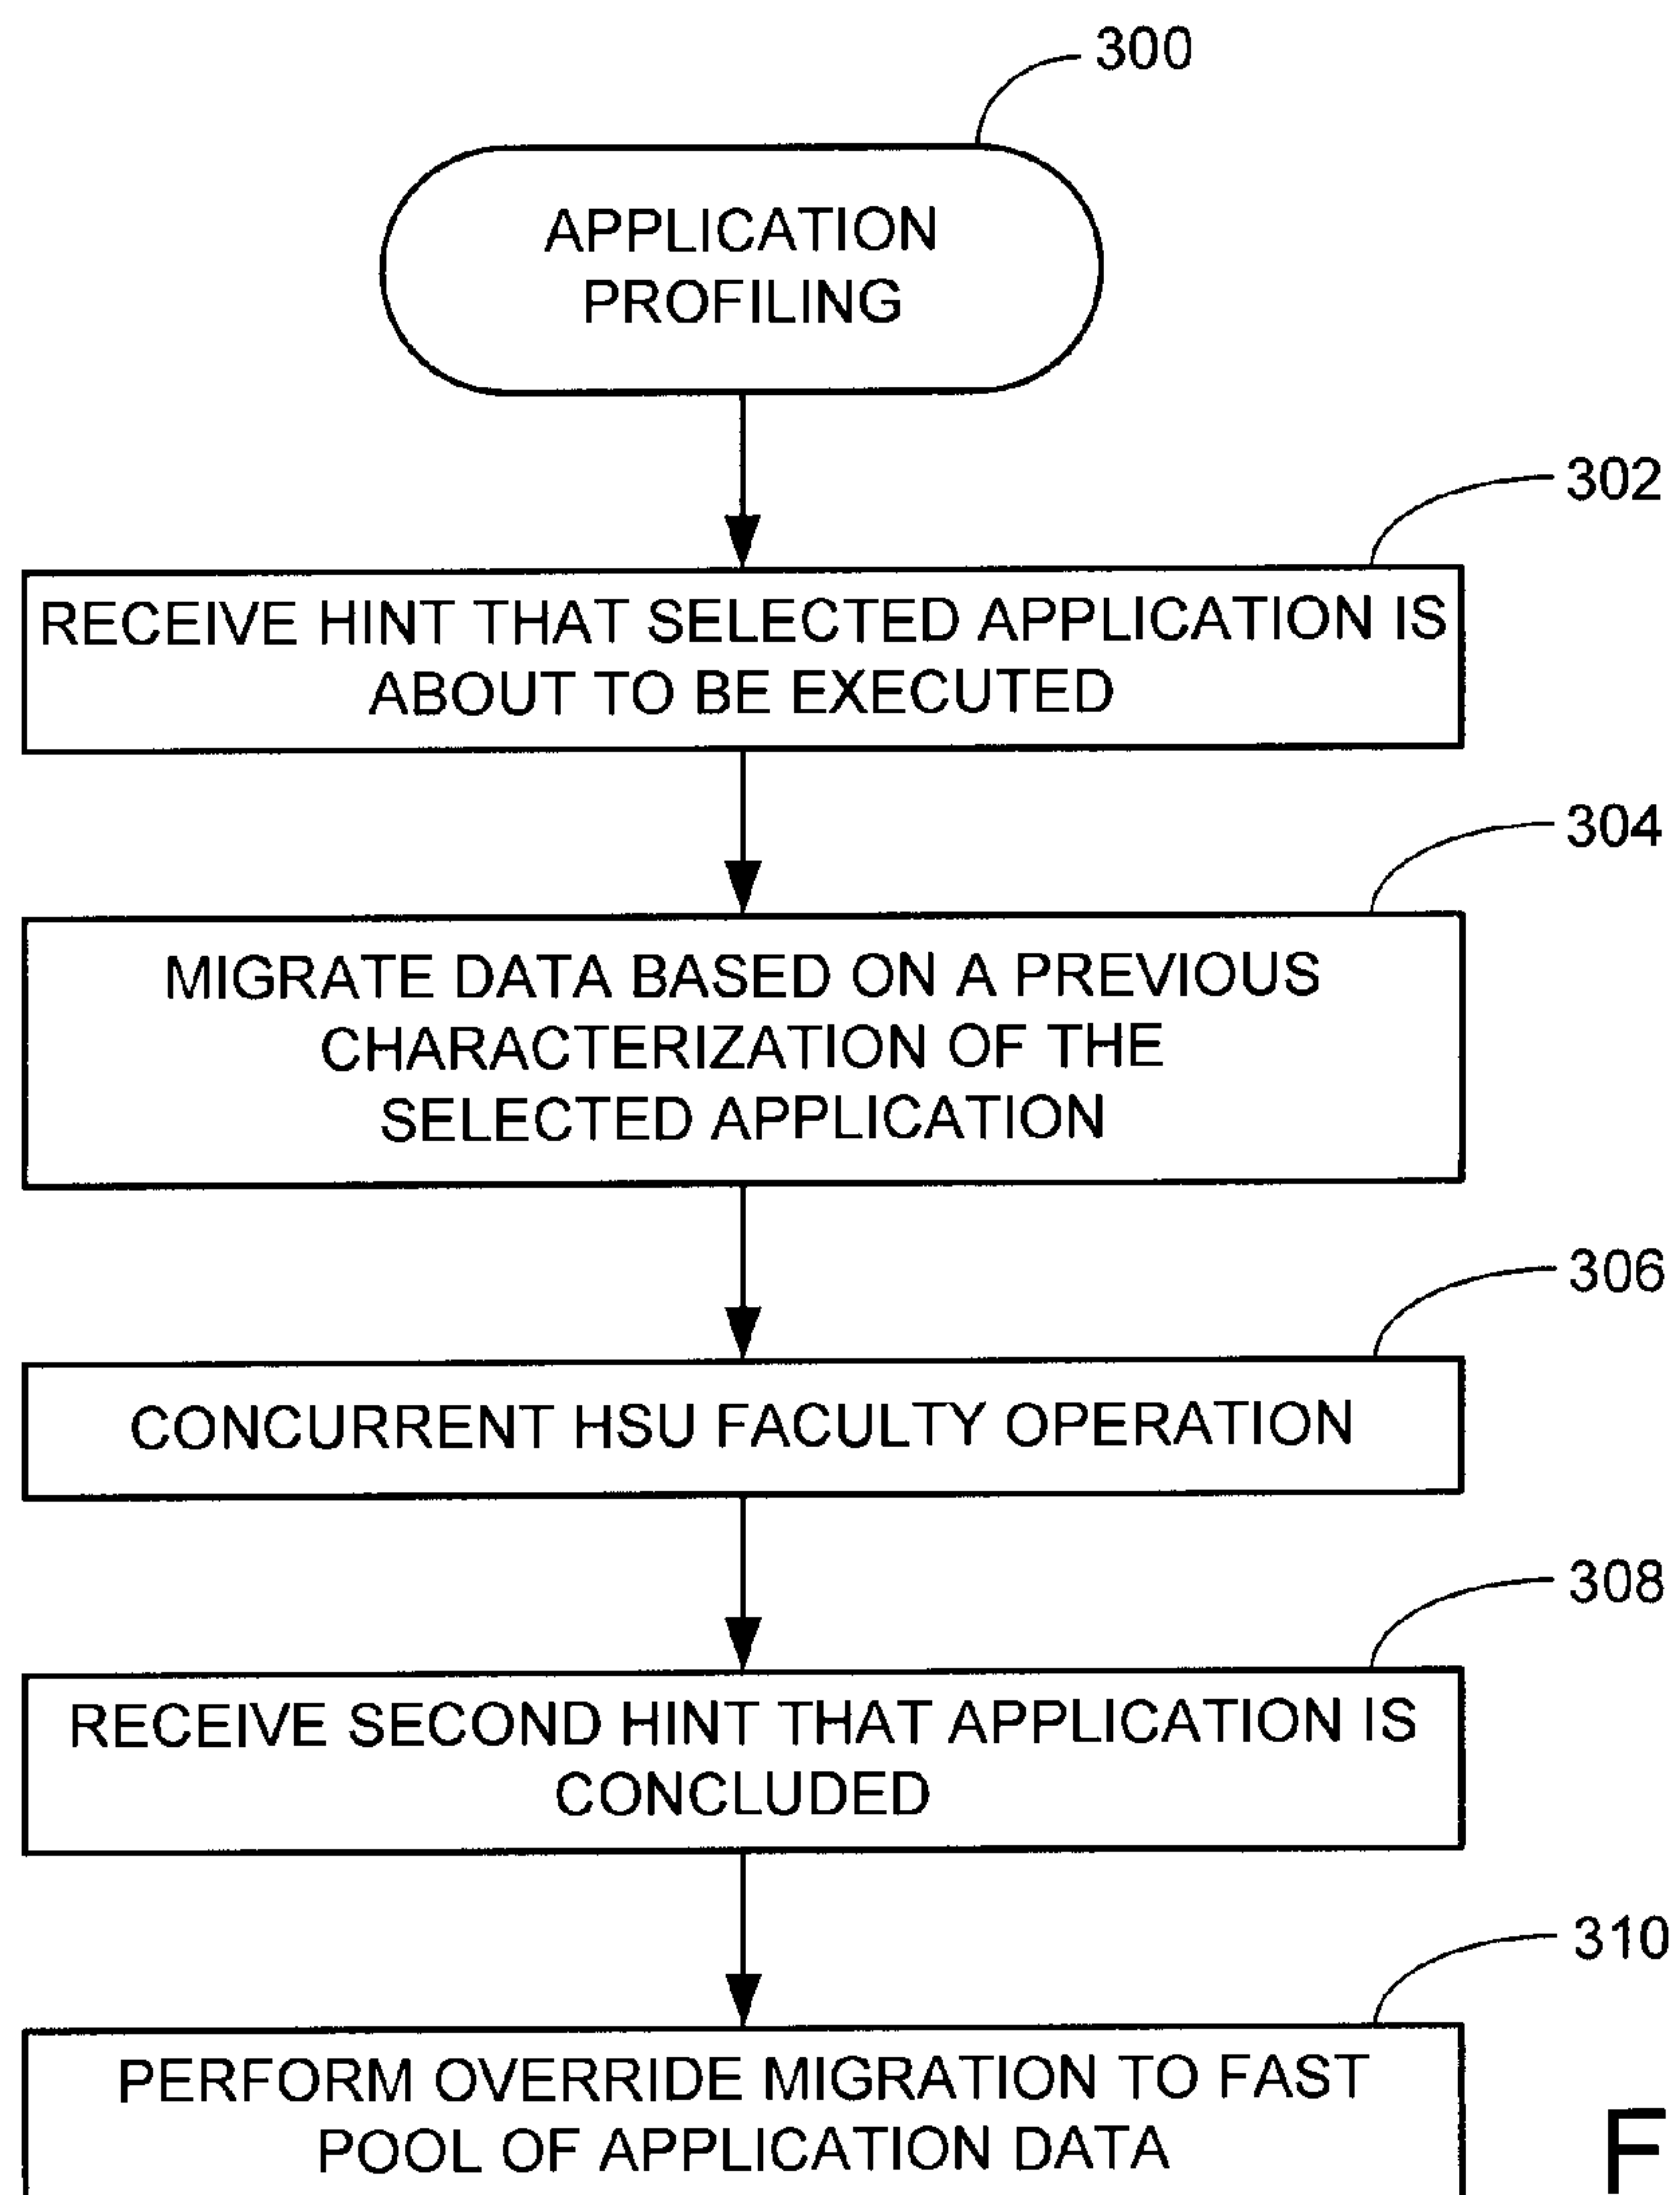 300
APPLICATION
PROFILING
302
RECEIVE HINT THAT SELECTED APPLICATION IS
ABOUT TO BE EXECUTED
304
MIGRATE DATA BASED ON A PREVIOUS
CHARACTERIZATION OF THE
SELECTED APPLICATION
306
CONCURRENT HSU FACULTY OPERATION
308
RECEIVE SECOND HINT THAT APPLICATION IS
CONCLUDED
310
PERFORM OVERRIDE MIGRATION TO FAST
POOL OF APPLICATION DATA
F